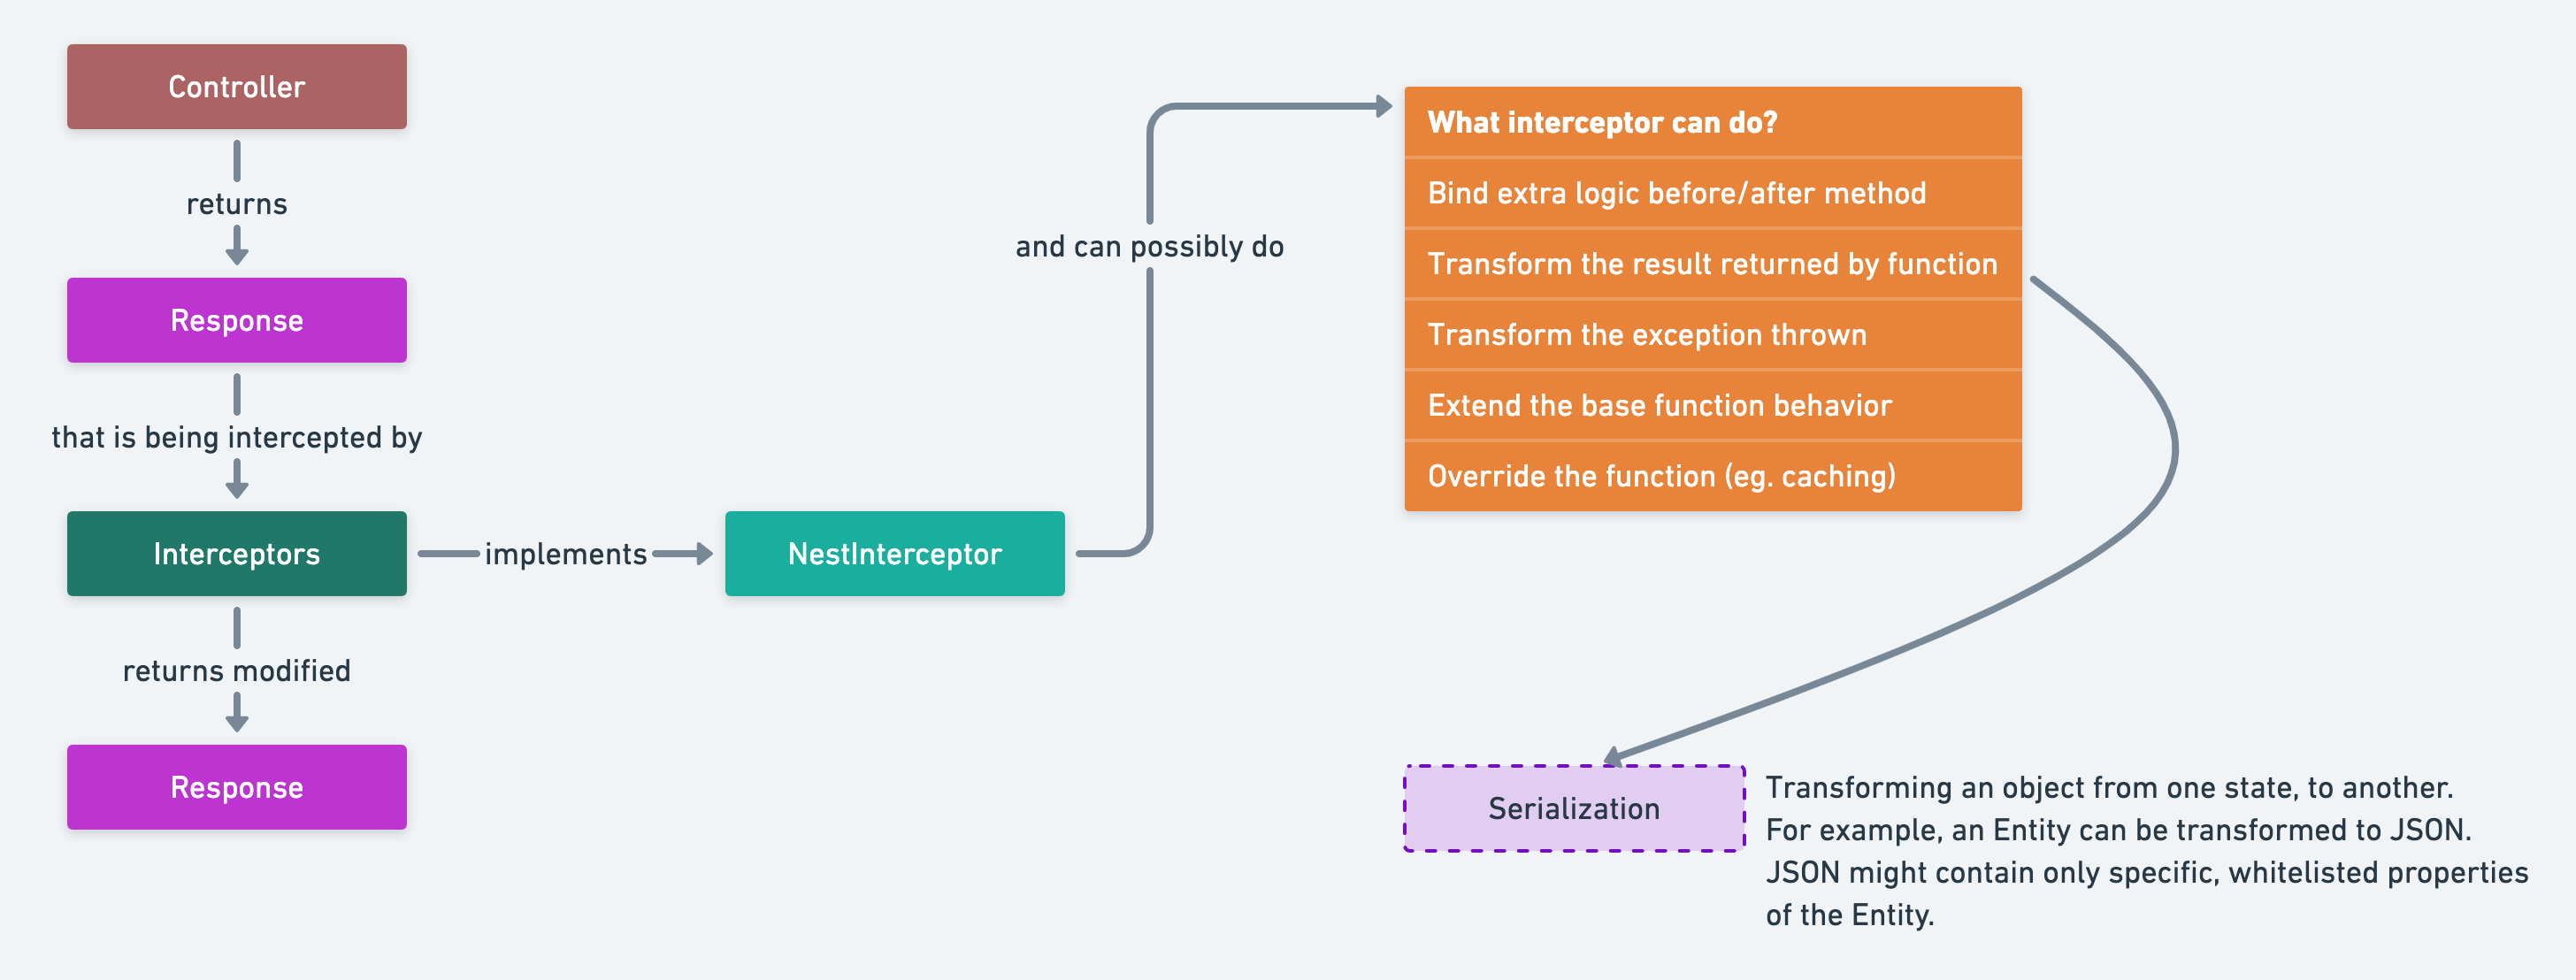 Controller
returns
Response
that is being intercepted by
Interceptors
implements
NestInterceptor
returns modified
Response
and can possibly do
What interceptor can do?
Bind extra logic before/after method
Transform the result returned by function
Transform the exception thrown
Extend the base function behavior
Override the function (eg. caching)
Serialization
Transforming an object from one state, to another.
For example, an Entity can be transformed to JSON.
JSON might contain only specific, whitelisted properties
of the Entity.